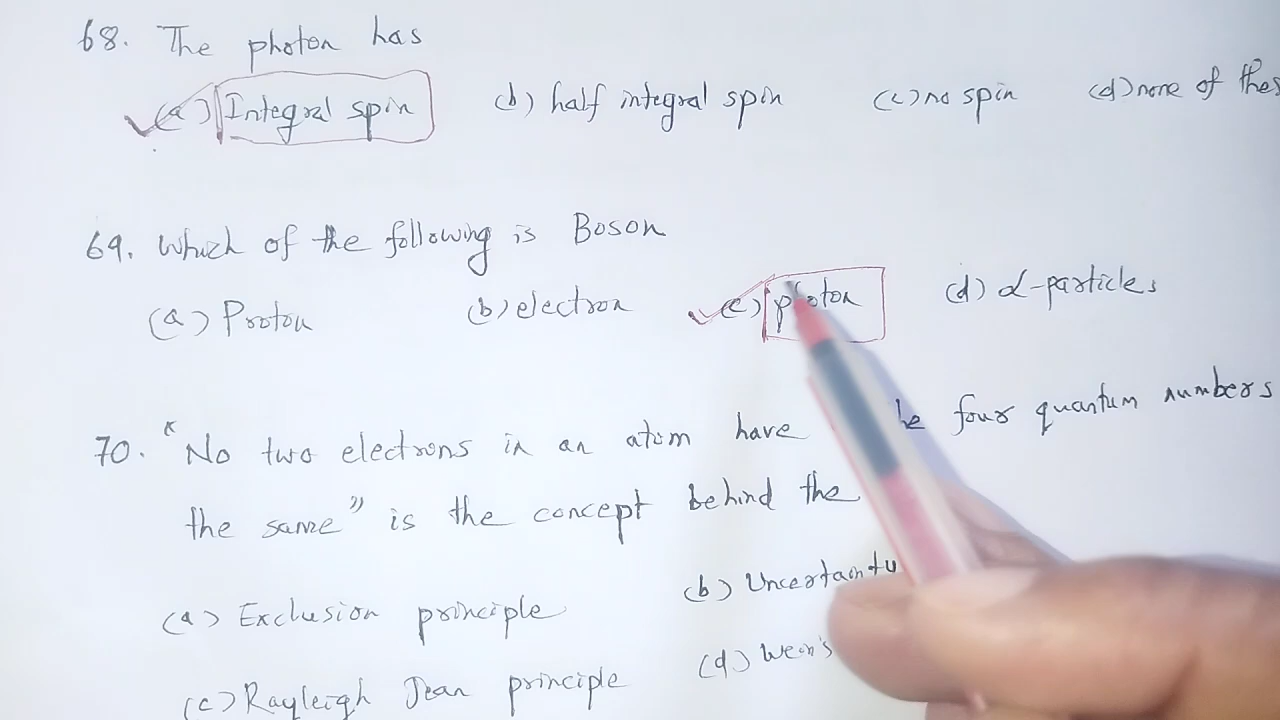 68. The photon has
(a) Integral spin (b) half integral spin (c) no spin (d) none of thes
69. Which of the following is Boson
(a) Proton (b) electron (c) photon (d) α-particles
70. "No two electrons in an atom have he four quantum numbers
the same" is the concept behind the
(a) Exclusion principle (b) Uncertainty
(c) Rayleigh Jean principle (d) Wein's